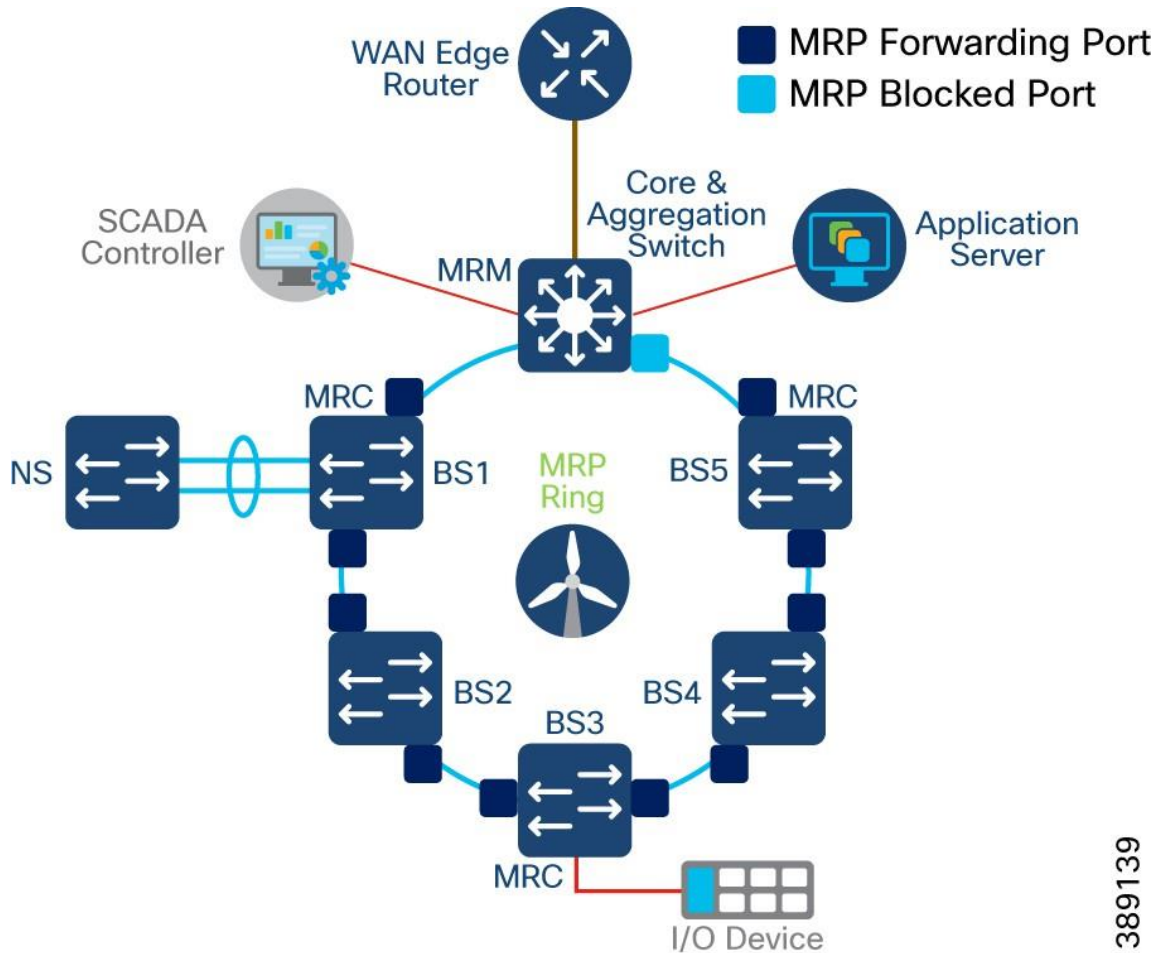 WAN Edge
Router
MRP Forwarding Port
MRP Blocked Port
SCADA
Controller
Core &
Aggregation
Switch
Application
Server
MRM
MRC
MRC
NS
BS1
MRP
Ring
BS5
BS2
BS3
BS4
MRC
I/O Device
389139